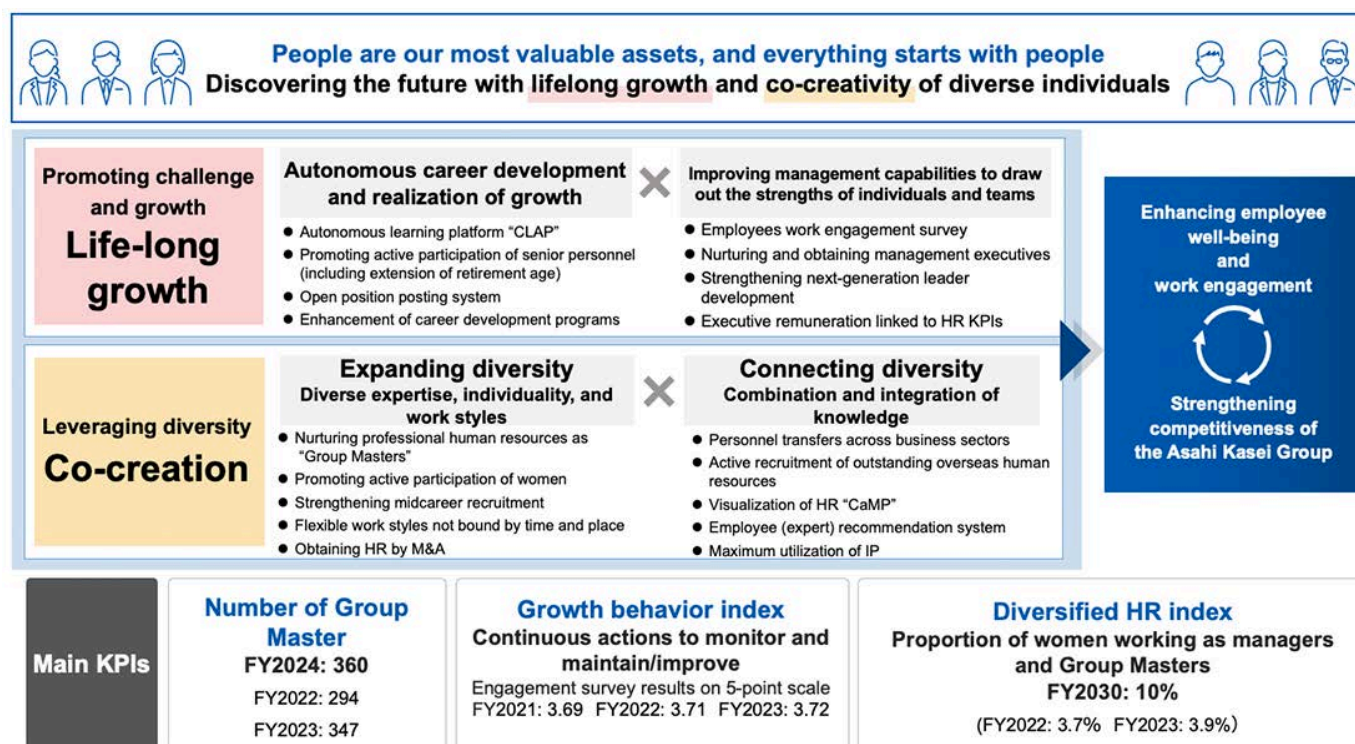 People are our most valuable assets, and everything starts with people
Discovering the future with lifelong growth and co-creativity of diverse individuals
Promoting challenge
and growth
Life-long
growth
Autonomous career development
and realization of growth
● Autonomous learning platform “CLAP”
● Promoting active participation of senior personnel
(including extension of retirement age)
● Open position posting system
● Enhancement of career development programs
Improving management capabilities to draw
out the strengths of individuals and teams
● Employees work engagement survey
● Nurturing and obtaining management executives
● Strengthening next-generation leader
development
● Executive remuneration linked to HR KPIs
Leveraging diversity
Co-creation
Expanding diversity
Diverse expertise, individuality, and
work styles
● Nurturing professional human resources as
“Group Masters”
● Promoting active participation of women
● Strengthening midcareer recruitment
● Flexible work styles not bound by time and place
● Obtaining HR by M&A
Connecting diversity
Combination and integration of
knowledge
● Personnel transfers across business sectors
● Active recruitment of outstanding overseas human
resources
● Visualization of HR “CaMP”
● Employee (expert) recommendation system
● Maximum utilization of IP
Enhancing employee
well-being
and
work engagement
Strengthening
competitiveness of
the Asahi Kasei Group
Main KPIs
Number of Group
Master
FY2024: 360
FY2022: 294
FY2023: 347
Growth behavior index
Continuous actions to monitor and
maintain/improve
Engagement survey results on 5-point scale
FY2021: 3.69 FY2022: 3.71 FY2023: 3.72
Diversified HR index
Proportion of women working as managers
and Group Masters
FY2030: 10%
(FY2022: 3.7% FY2023: 3.9%)